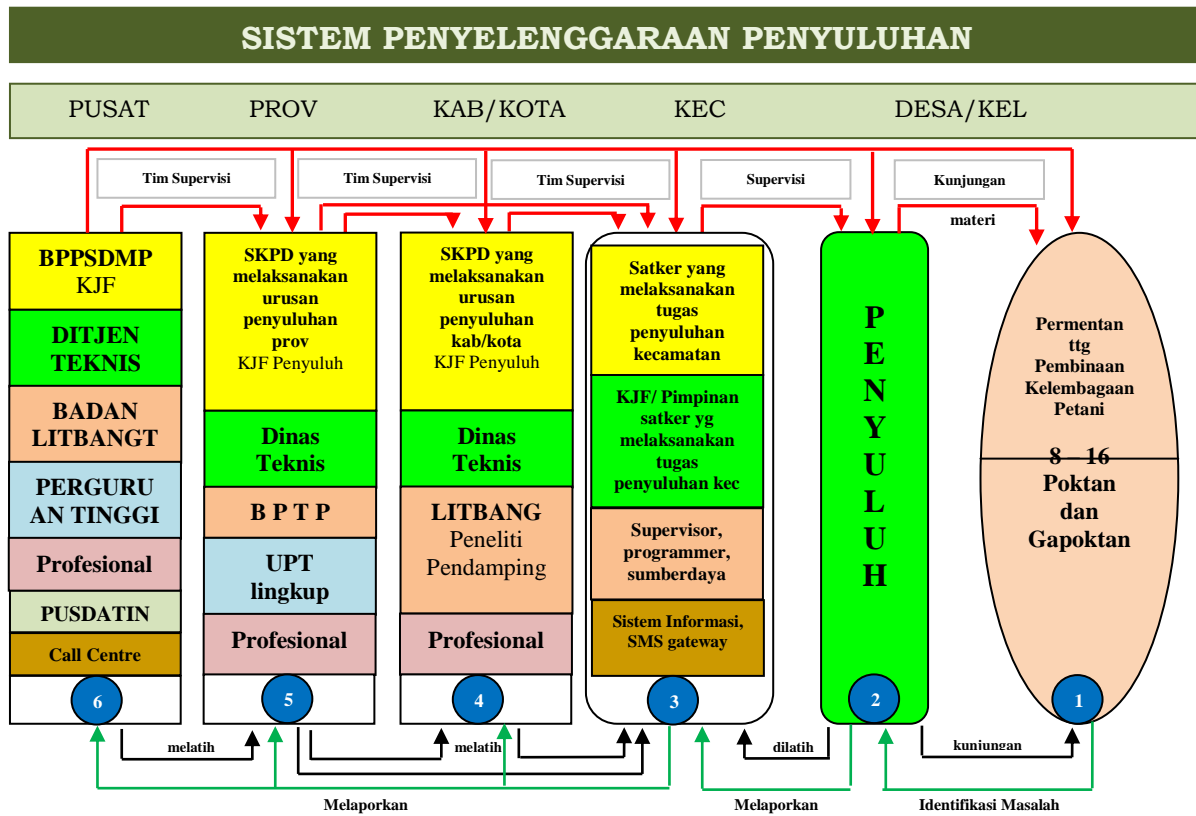 SISTEM PENYELENGGARAAN PENYULUHAN
PUSAT
PROV
KAB/KOTA
KEC
DESA/KEL
Tim Supervisi
Tim Supervisi
Tim Supervisi
Supervisi
Kunjungan
materi
BPPSDMP
KJF
DITJEN
TEKNIS
BADAN
LITBANGT
PERGURU
AN TINGGI
Profesional
PUSDATIN
Call Centre
6
SKPD yang
melaksanakan
urusan
penyuluhan
prov
KJF Penyuluh
Dinas
Teknis
B P T P
UPT
lingkup
Profesional
5
SKPD yang
melaksanakan
urusan
penyuluhan
kab/kota
KJF Penyuluh
Dinas
Teknis
LITBANG
Peneliti
Pendamping
Profesional
4
Satker yang
melaksanakan
tugas
penyuluhan
kecamatan
KJF/ Pimpinan
satker yg
melaksanakan
tugas
penyuluhan kec
Supervisor,
programmer,
sumberdaya
Sistem Informasi,
SMS gateway
3
P
E
N
Y
U
L
U
H
2
Permentan
ttg
Pembinaan
Kelembagaan
Petani
8 – 16
Poktan
dan
Gapoktan
1
melatih
melatih
dilatih
kunjungan
Melaporkan
Melaporkan
Identifikasi Masalah